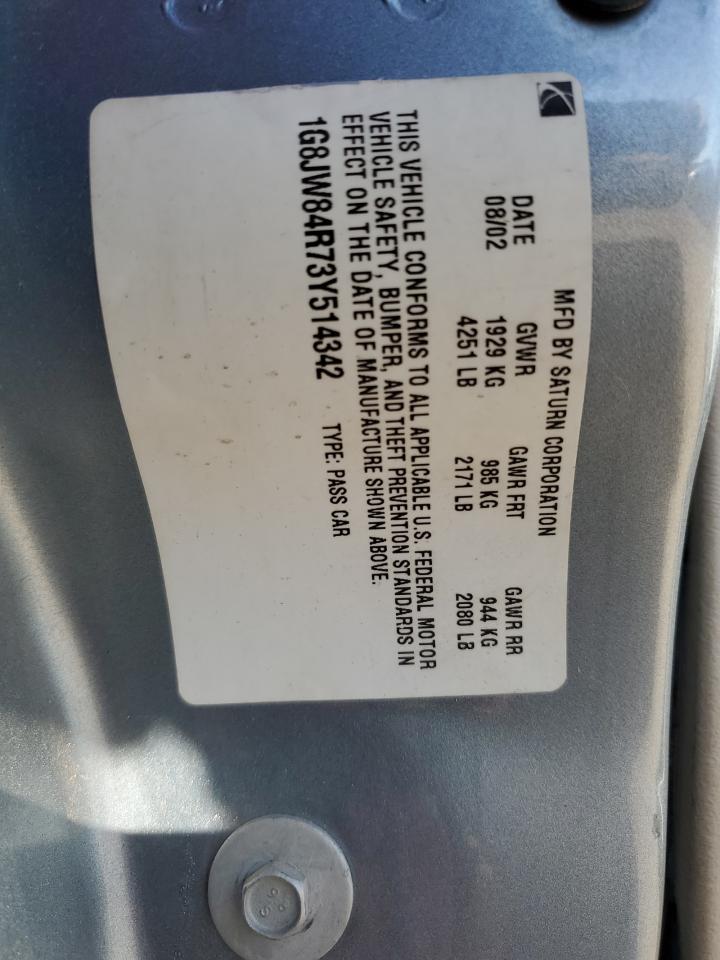 MFD BY SATURN CORPORATION
DATE GVWR GAWR FRT GAWR RR
08/02 1929 KG 985 KG 944 KG
4251 LB 2171 LB 2080 LB
THIS VEHICLE CONFORMS TO ALL APPLICABLE U.S. FEDERAL MOTOR
VEHICLE SAFETY, BUMPER, AND THEFT PREVENTION STANDARDS IN
EFFECT ON THE DATE OF MANUFACTURE SHOWN ABOVE.
1G8JW84R73Y514342 TYPE: PASS CAR